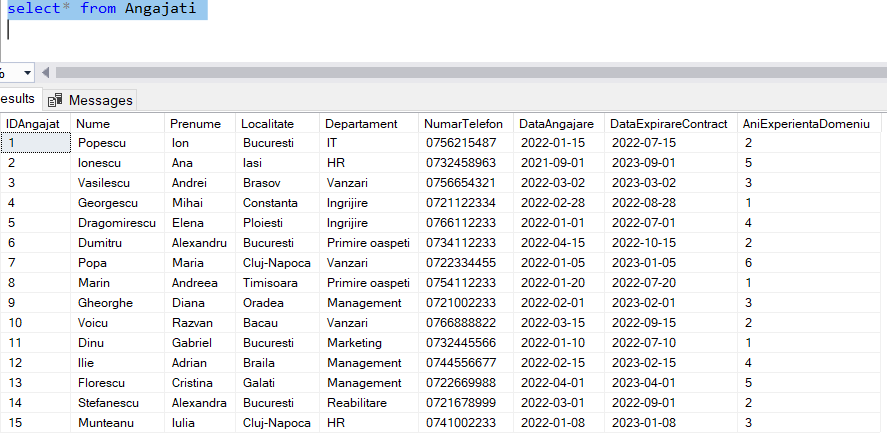 select* from Angajati
%
esults Messages
IDAngajat Nume Prenume Localitate Departament NumarTelefon DataAngajare DataExpirareContract AniExperientaDomeniu
1 Popescu Ion Bucuresti IT 0756215487 2022-01-15 2022-07-15 2
2 Ionescu Ana Iasi HR 0732458963 2021-09-01 2023-09-01 5
3 Vasilescu Andrei Brasov Vanzari 0756654321 2022-03-02 2023-03-02 3
4 Georgescu Mihai Constanta Ingrijire 0721122334 2022-02-28 2022-08-28 1
5 Dragomirescu Elena Ploiesti Ingrijire 0766112233 2022-01-01 2022-07-01 4
6 Dumitru Alexandru Bucuresti Primire oaspeti 0734112233 2022-04-15 2022-10-15 2
7 Popa Maria Cluj-Napoca Vanzari 0722334455 2022-01-05 2023-01-05 6
8 Marin Andreea Timisoara Primire oaspeti 0754112233 2022-01-20 2022-07-20 1
9 Gheorghe Diana Oradea Management 0721002233 2022-02-01 2023-02-01 3
10 Voicu Razvan Bacau Vanzari 0766888822 2022-03-15 2022-09-15 2
11 Dinu Gabriel Bucuresti Marketing 0732445566 2022-01-10 2022-07-10 1
12 Ilie Adrian Braila Management 0744556677 2022-02-15 2023-02-15 4
13 Florescu Cristina Galati Management 0722669988 2022-04-01 2023-04-01 5
14 Stefanescu Alexandra Bucuresti Reabilitare 0721678999 2022-03-01 2022-09-01 2
15 Munteanu Iulia Cluj-Napoca HR 0741002233 2022-01-08 2023-01-08 3